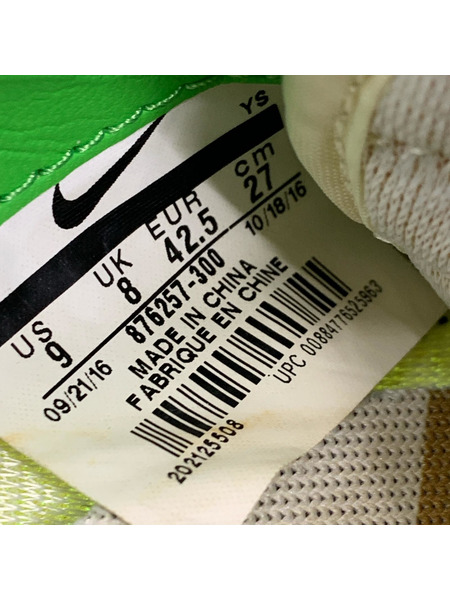 YS
US UK EUR cm
9 8 42.5 27
09/21/16 876257-300 10/18/16
MADE IN CHINA
FABRIQUE EN CHINE
202125508
UPC 00884776525963